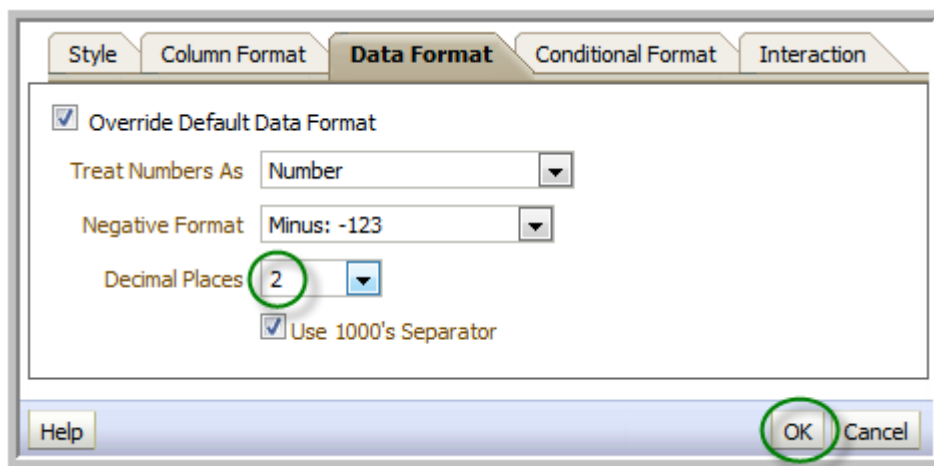 Style Column Format Data Format Conditional Format Interaction
Override Default Data Format
Treat Numbers As Number
Negative Format Minus: -123
Decimal Places 2
Use 1000's Separator
Help OK Cancel